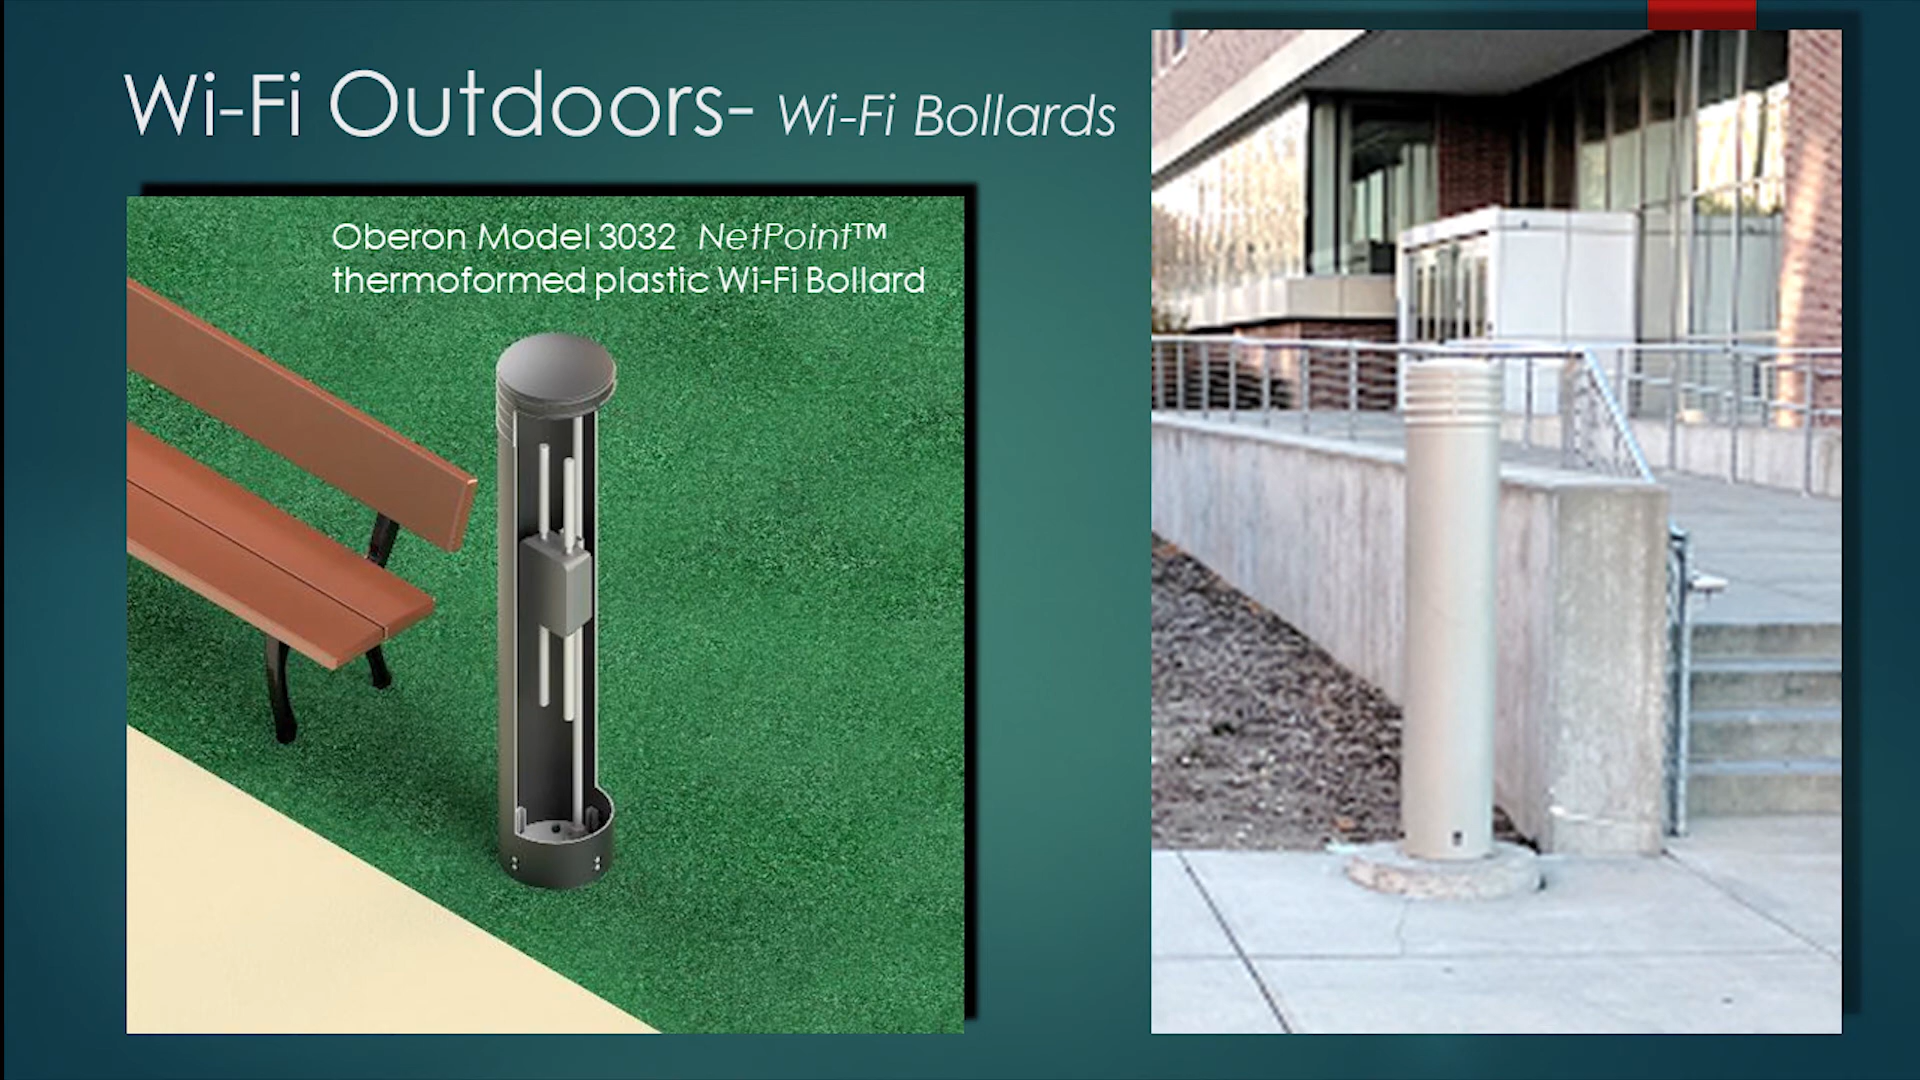 Wi-Fi Outdoors- Wi-Fi Bollards
Oberon Model 3032 NetPoint™
thermoformed plastic Wi-Fi Bollard